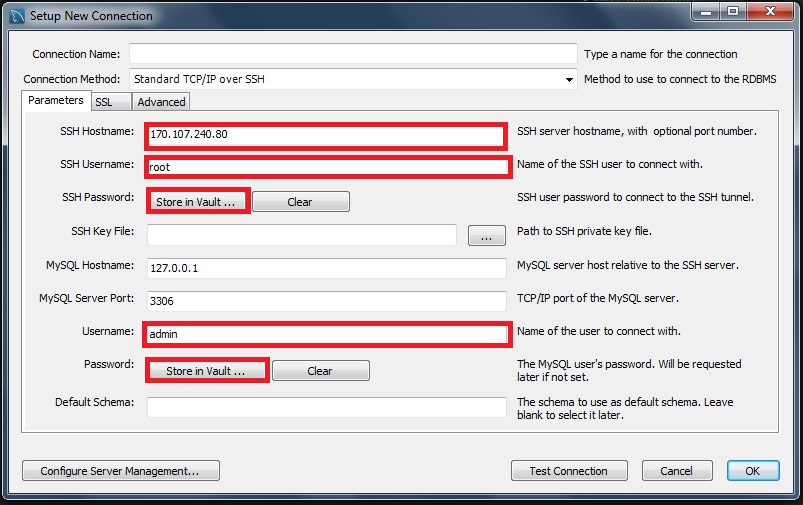 Setup New Connection
Connection Name: Type a name for the connection
Connection Method: Standard TCP/IP over SSH Method to use to connect to the RDBMS
Parameters SSL Advanced
SSH Hostname: 170.107.240.80 SSH server hostname, with optional port number.
SSH Username: root Name of the SSH user to connect with.
SSH Password: Store in Vault ... Clear SSH user password to connect to the SSH tunnel.
SSH Key File: ... Path to SSH private key file.
MySQL Hostname: 127.0.0.1 MySQL server host relative to the SSH server.
MySQL Server Port: 3306 TCP/IP port of the MySQL server.
Username: admin Name of the user to connect with.
Password: Store in Vault ... Clear The MySQL user's password. Will be requested
later if not set.
Default Schema: The schema to use as default schema. Leave
blank to select it later.
Configure Server Management... Test Connection Cancel OK